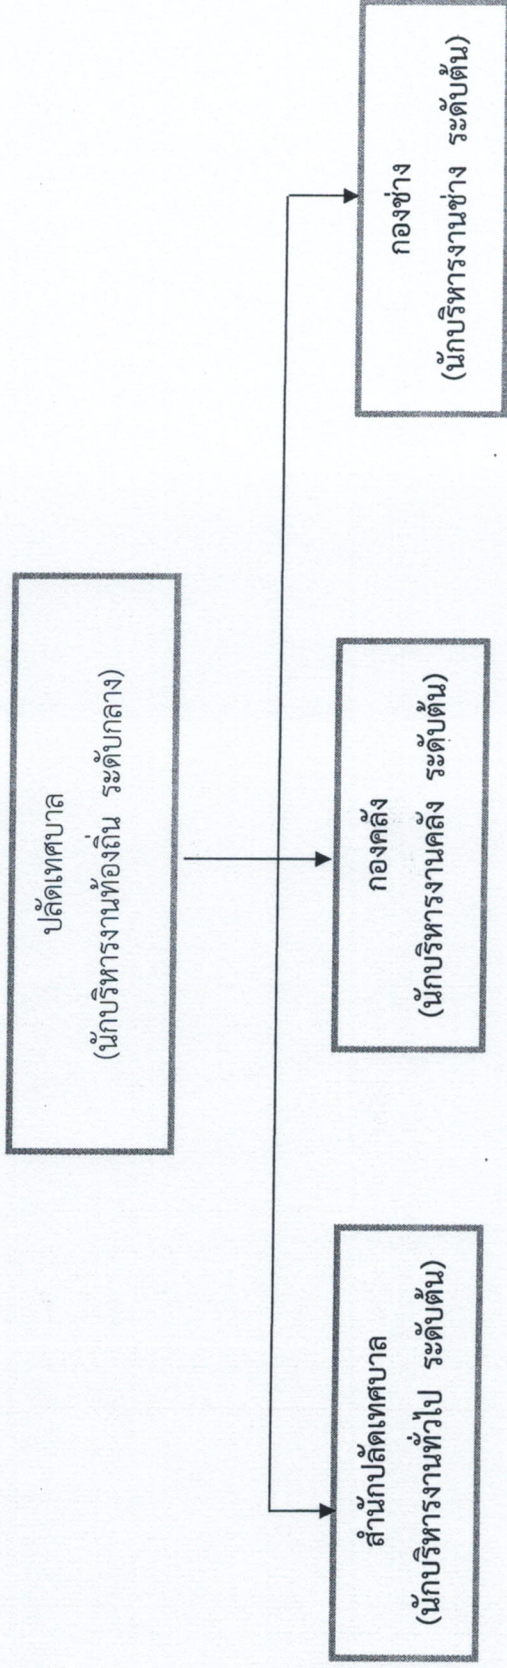 ปลัดเทศบาล
(นักบริหารงานท้องถิ่น ระดับกลาง)
สำนักปลัดเทศบาล
(นักบริหารงานทั่วไป ระดับต้น)
กองคลัง
(นักบริหารงานคลัง ระดับต้น)
กองช่าง
(นักบริหารงานช่าง ระดับต้น)